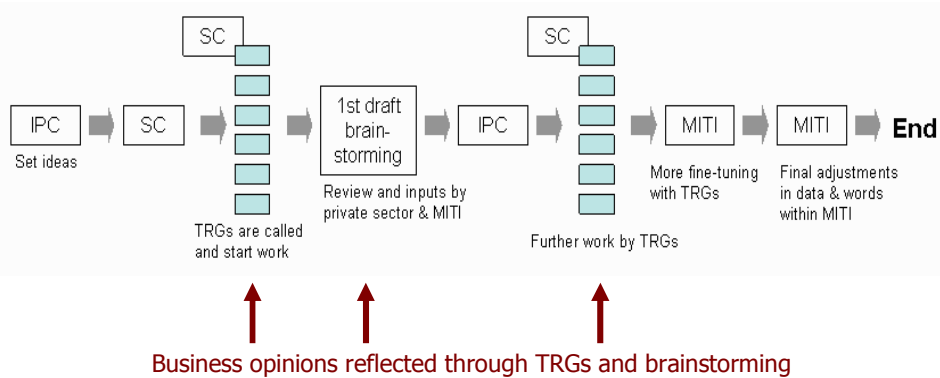 SC
SC
IPC
SC
1st draft
brain-
storming
IPC
MITI
MITI
End
Set ideas
TRGs are called
and start work
Review and inputs by
private sector & MITI
Further work by TRGs
More fine-tuning
with TRGs
Final adjustments
in data & words
within MITI
Business opinions reflected through TRGs and brainstorming